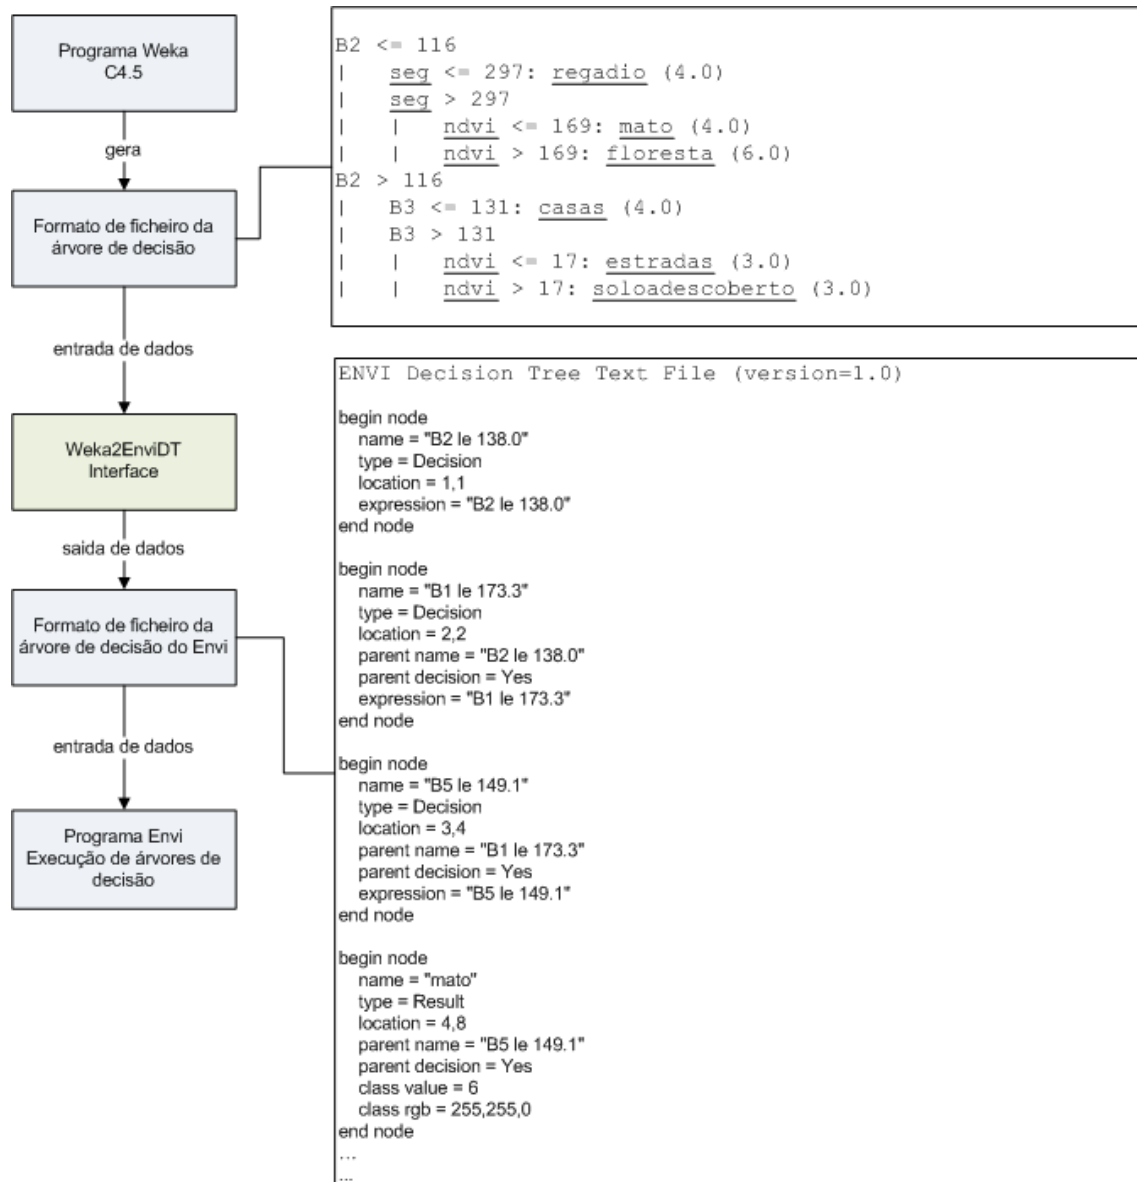 Programa Weka
C4.5
gera
Formato de ficheiro da
árvore de decisão
entrada de dados
Weka2EnviDT
Interface
saida de dados
Formato de ficheiro da
árvore de decisão do Envi
entrada de dados
Programa Envi
Execução de árvores de
decisão
B2 <= 116
|   seg <= 297: regadio (4.0)
|   seg > 297
|   |   ndvi <= 169: mato (4.0)
|   |   ndvi > 169: floresta (6.0)
B2 > 116
|   B3 <= 131: casas (4.0)
|   B3 > 131
|   |   ndvi <= 17: estradas (3.0)
|   |   ndvi > 17: soloadescoberto (3.0)
ENVI Decision Tree Text File (version=1.0)
begin node
name = "B2 le 138.0"
type = Decision
location = 1,1
expression = "B2 le 138.0"
end node
begin node
name = "B1 le 173.3"
type = Decision
location = 2,2
parent name = "B2 le 138.0"
parent decision = Yes
expression = "B1 le 173.3"
end node
begin node
name = "B5 le 149.1"
type = Decision
location = 3,4
parent name = "B1 le 173.3"
parent decision = Yes
expression = "B5 le 149.1"
end node
begin node
name = "mato"
type = Result
location = 4,8
parent name = "B5 le 149.1"
parent decision = Yes
class value = 6
class rgb = 255,255,0
end node
...
...